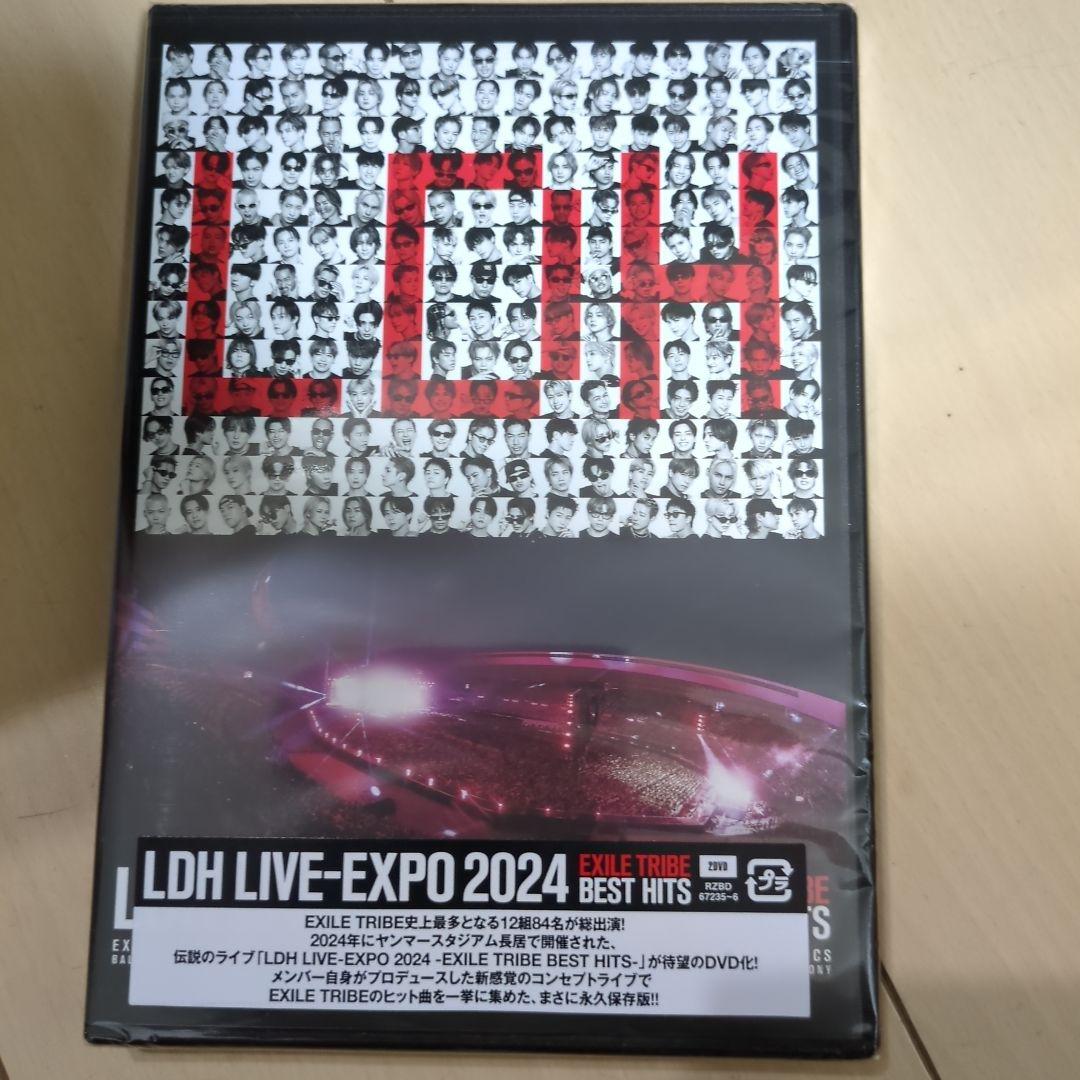 LDH
LDH LIVE-EXPO 2024 EXILE TRIBE BEST HITS
2DVD
RZBD
67235~6
プラ
EXILE TRIBE史上最多となる12組84名が総出演!
2024年にヤンマースタジアム長居で開催された、
伝説のライブ「LDH LIVE-EXPO 2024 -EXILE TRIBE BEST HITS-」が待望のDVD化!
メンバー自身がプロデュースした新感覚のコンセプトライブで
EXILE TRIBEのヒット曲を一挙に集めた、まさに永久保存版!!